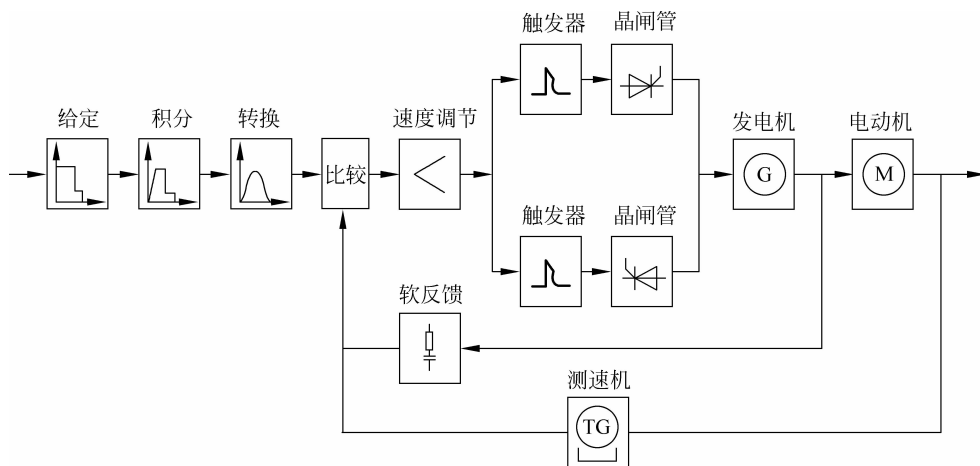 触发器
晶闸管
给定
积分
转换
速度调节
发电机
电动机
比较
G
M
触发器
晶闸管
软反馈
测速机
TG